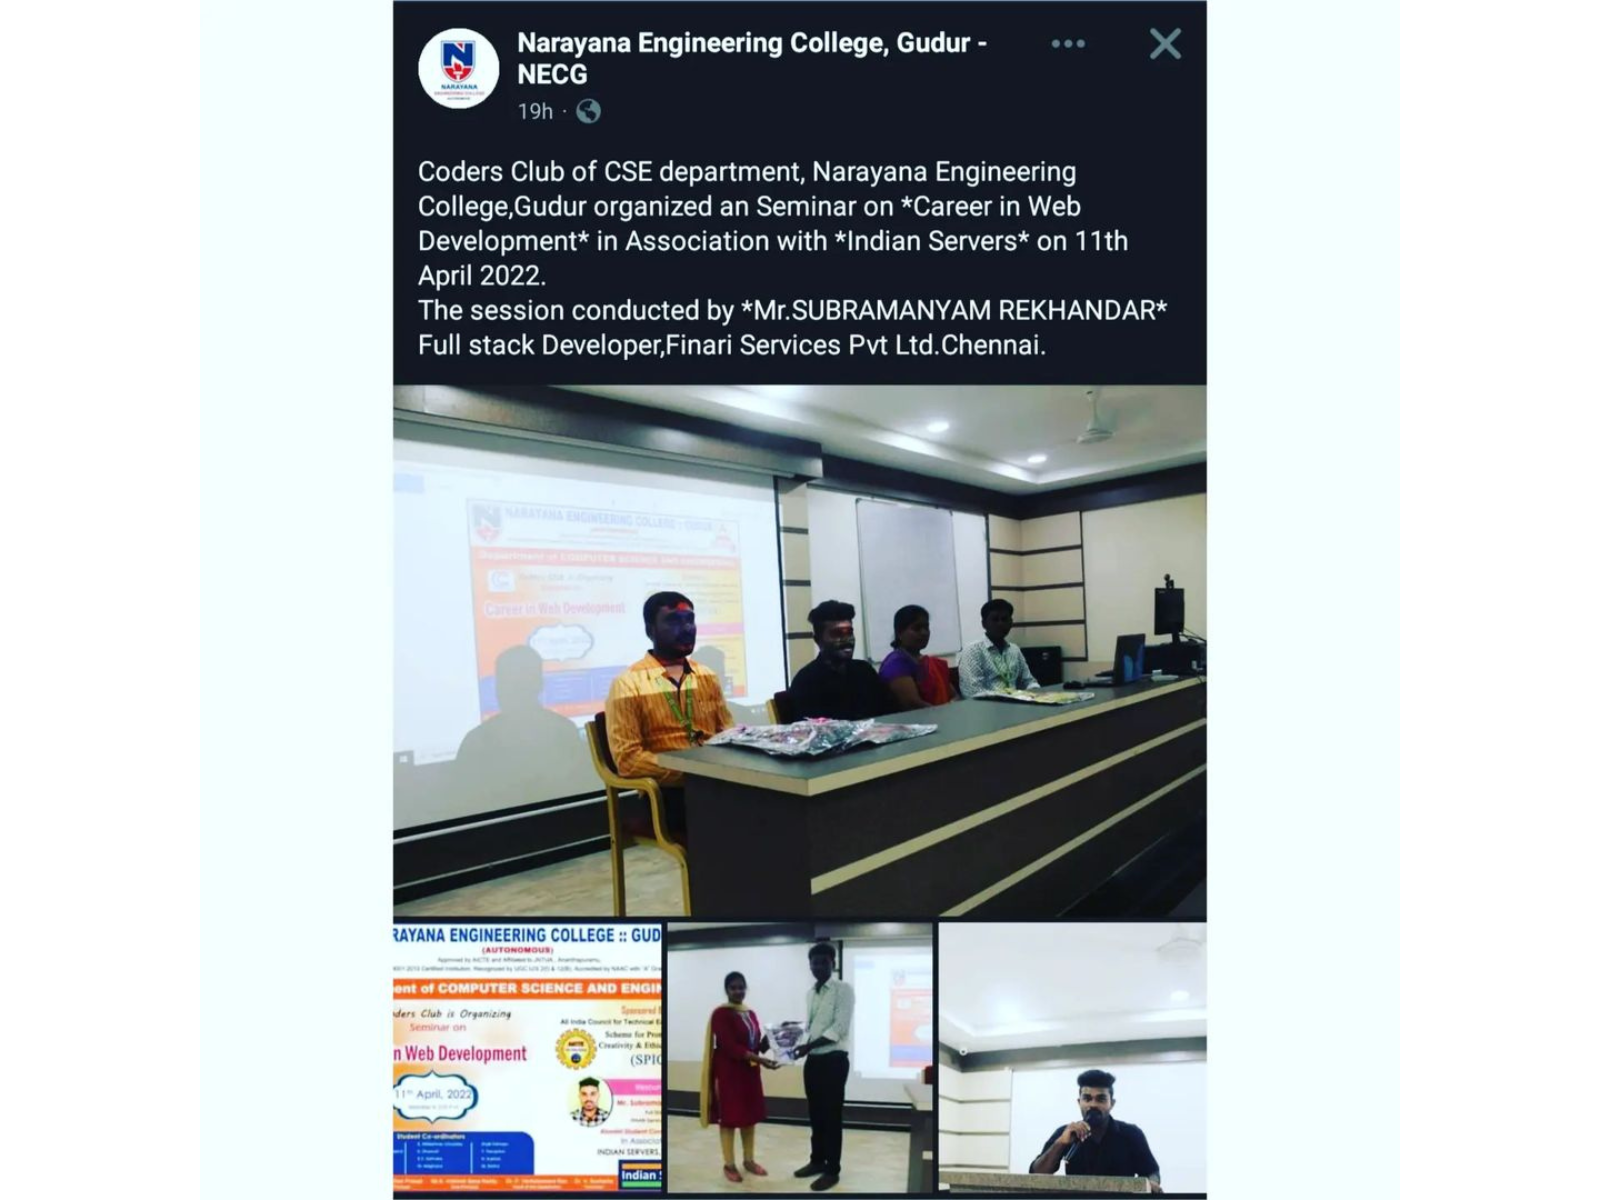 Narayana Engineering College, Gudur -
NECG
19h ·
NARAYANA
Coders Club of CSE department, Narayana Engineering
College,Gudur organized an Seminar on *Career in Web
Development* in Association with *Indian Servers* on 11th
April 2022.
The session conducted by *Mr.SUBRAMANYAM REKHANDAR*
Full stack Developer,Finari Services Pvt Ltd.Chennai.
NARAYANA ENGINEERING COLLEGE :: GUDUR
Department of COMPUTER SCIENCE AND ENGINEERING
Career in Web Development
RAYANA ENGINEERING COLLEGE :: GUD
(AUTONOMOUS)
ent of COMPUTER SCIENCE AND ENGIN
ders Club is Organizing
Seminar on
n Web Development
11th April, 2022
Student Co-ordinators
Sponsored
All India Council for Technical E
Scheme for Pro
Creativity & Ethi
(SPIC
Mr. Subrama
In Associa
INDIAN SERVERS,
Indian S